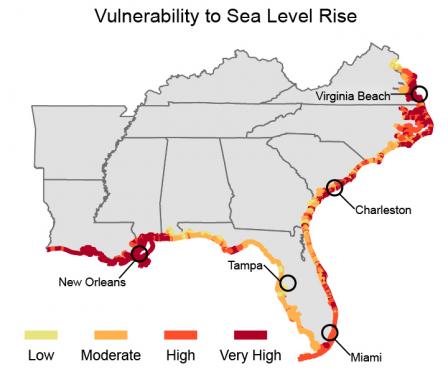 Vulnerability to Sea Level Rise
Virginia Beach
Charleston
New Orleans
Tampa
Miami
Low Moderate High Very High